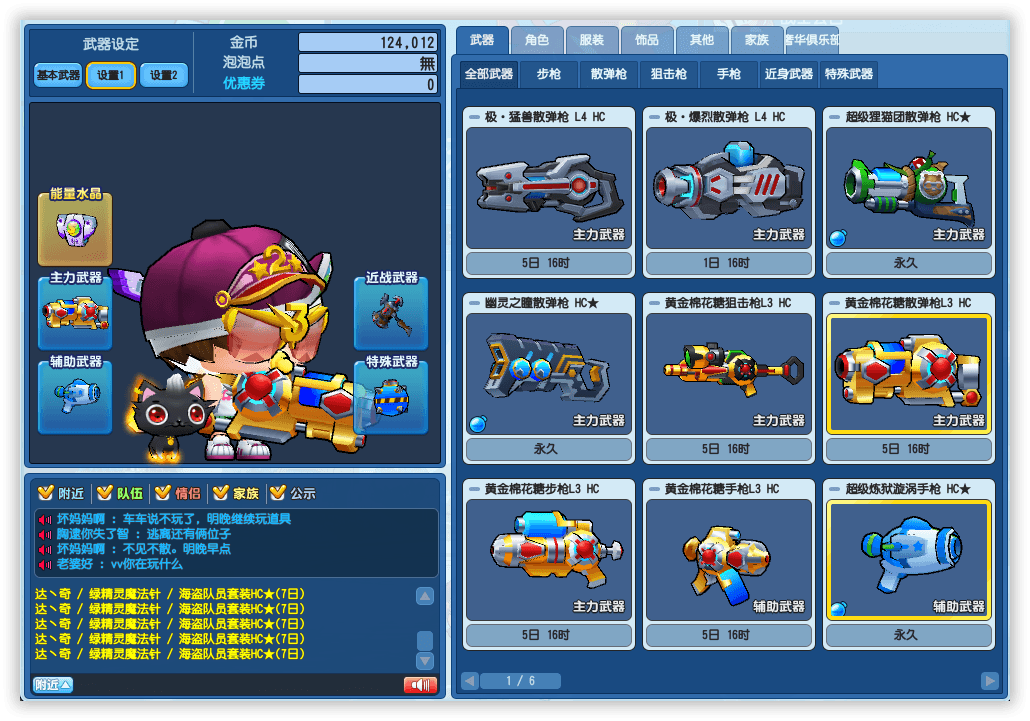 武器设定
基本武器 设置1 设置2
金币 124,012
泡泡点 無
优惠券 0
能量水晶
主力武器
辅助武器
近战武器
特殊武器
附近 队伍 情侣 家族 公示
坏妈妈啊 : 车车说不玩了, 明晚继续玩道具
陶逮你失了智 : 逃离还有俩位子
坏妈妈啊 : 不见不散。明晚早点
老婆好 : vv你在玩什么
达丶奇 / 绿精灵魔法针 / 海盗队员套装HC★(7日)
达丶奇 / 绿精灵魔法针 / 海盗队员套装HC★(7日)
达丶奇 / 绿精灵魔法针 / 海盗队员套装HC★(7日)
达丶奇 / 绿精灵魔法针 / 海盗队员套装HC★(7日)
达丶奇 / 绿精灵魔法针 / 海盗队员套装HC★(7日)
附近
武器 角色 服装 饰品 其他 家族 奢华俱乐部
全部武器 步枪 散弹枪 狙击枪 手枪 近身武器 特殊武器
极·猛兽散弹枪 L4 HC
主力武器
5日 16时
极·爆烈散弹枪 L4 HC
主力武器
1日 16时
超级狸猫团散弹枪 HC★
主力武器
永久
幽灵之瞳散弹枪 HC★
主力武器
永久
黄金棉花糖狙击枪L3 HC
主力武器
5日 16时
黄金棉花糖散弹枪L3 HC
主力武器
5日 16时
黄金棉花糖步枪L3 HC
主力武器
5日 16时
黄金棉花糖手枪L3 HC
辅助武器
5日 16时
超级炼狱漩涡手枪 HC★
辅助武器
永久
1 / 6